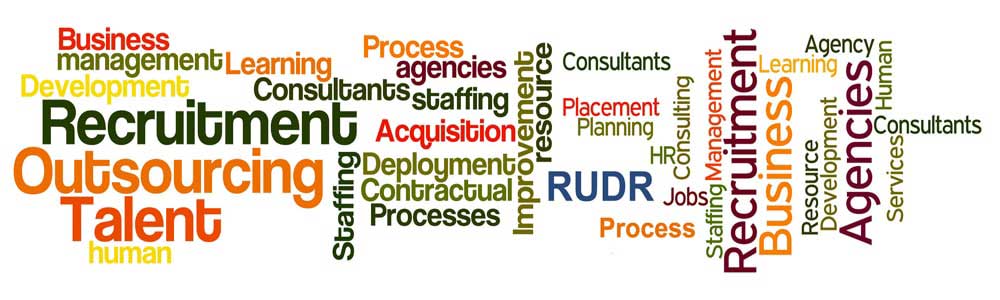 Business
management
Development
Learning
Consultants
Recruitment
Outsourcing
Talent
human
Staffing
Process
agencies
staffing
Acquisition
Deployment
Contractual
Processes
Improvement
resource
Consultants
Placement
Planning
HR
Consulting
RUDR
Jobs
Process
Management
Staffing
Recruitment
Learning
Business
Agency
Resource
Development
Agencies
Human
Consultants
Services